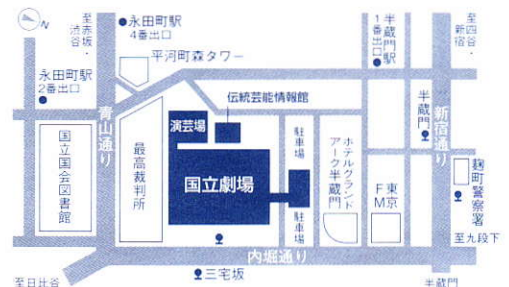 N
至赤坂・渋谷
永田町駅
4番出口
半蔵門駅
1番出口
至四谷・新宿
平河町森タワー
永田町駅
2番出口
伝統芸能情報館
演芸場
半蔵門
新宿通り
青山通り
国立国会図書館
最高裁判所
国立劇場
駐車場
ホテルグランド
アーク半蔵門
東京
FM
麹町警察署
駐車場
至九段下
内堀通り
至日比谷
三宅坂
半蔵門